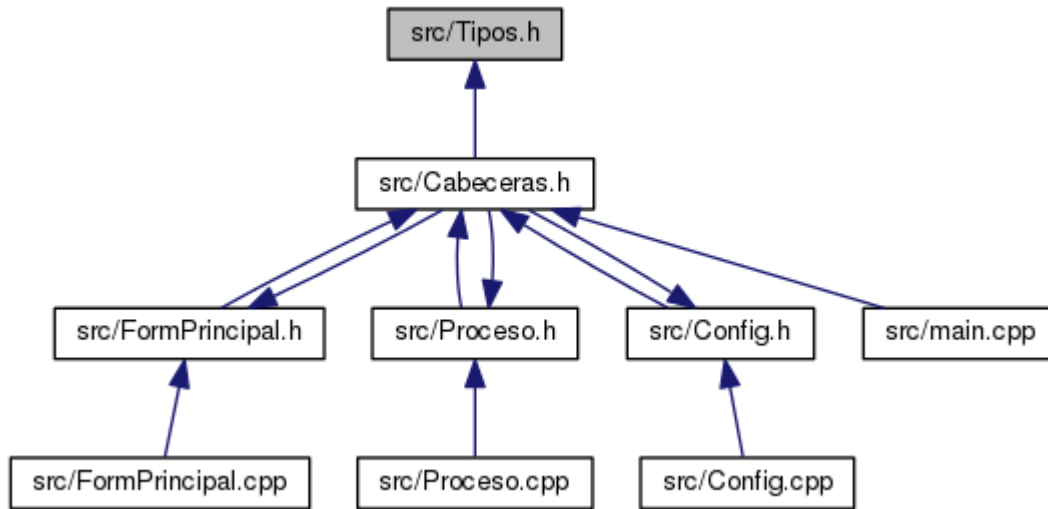 src/Tipos.h
src/Cabeceras.h
src/FormPrincipal.h
src/Proceso.h
src/Config.h
src/main.cpp
src/FormPrincipal.cpp
src/Proceso.cpp
src/Config.cpp